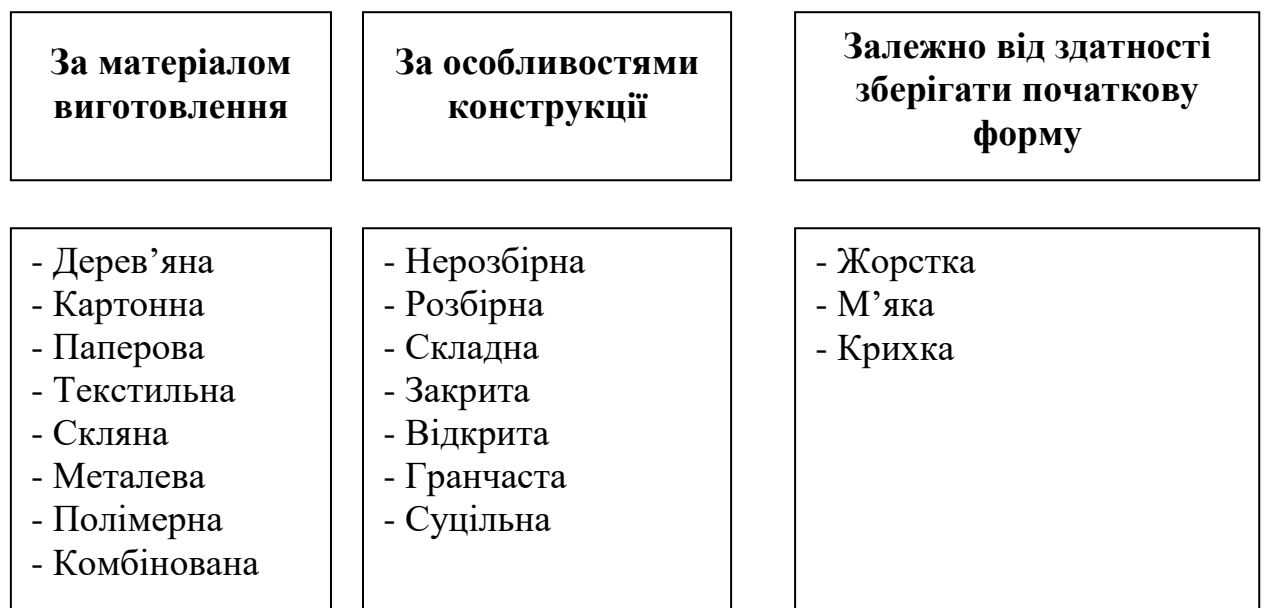 За матеріалом
виготовлення
За особливостями
конструкції
Залежно від здатності
зберігати початкову
форму
- Дерев’яна
- Картонна
- Паперова
- Текстильна
- Скляна
- Металева
- Полімерна
- Комбінована
- Нерозбірна
- Розбірна
- Складна
- Закрита
- Відкрита
- Гранчаста
- Суцільна
- Жорстка
- М’яка
- Крихка